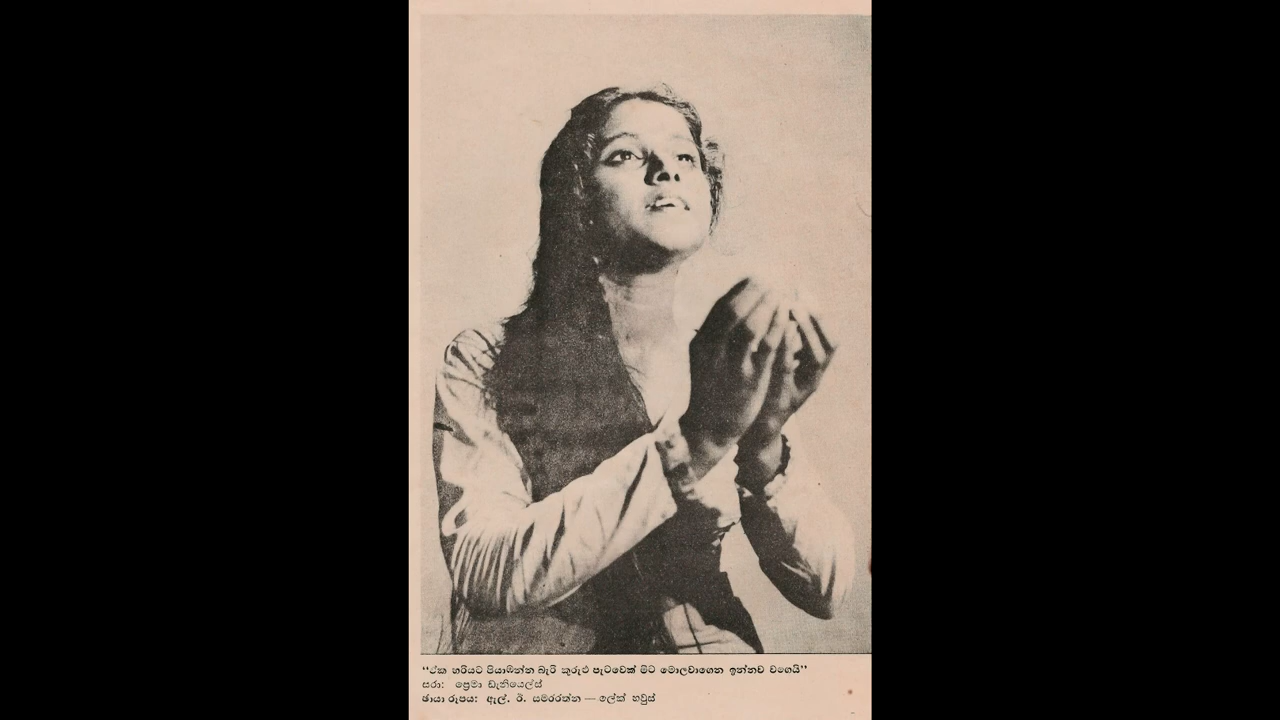 "ඒක හරියට පියාඹන්න බැරි කුරුළු පැටවෙක් මිට මොලවාගෙන ඉන්නව වගෙයි"
සරා: ප්‍රේමා ඩැනියෙල්ස්
ඡායා රූපය: ඇල්. ඊ. සමරරත්න — ලේක් හවුස්